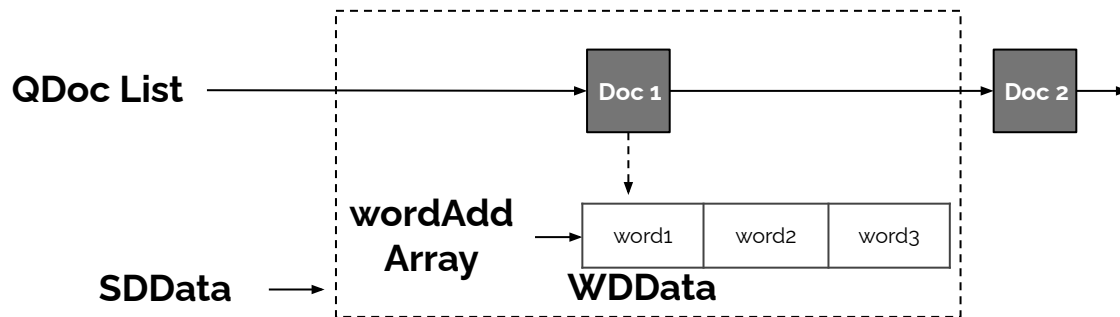 QDoc List
Doc 1
Doc 2
wordAdd
Array
word1
word2
word3
SDData
WDData